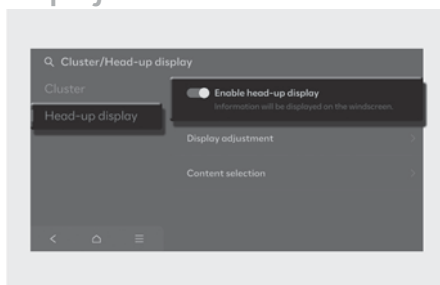 Cluster/Head-up display
Cluster
Enable head-up display
Information will be displayed on the windscreen.
Head-up display
Display adjustment
Content selection